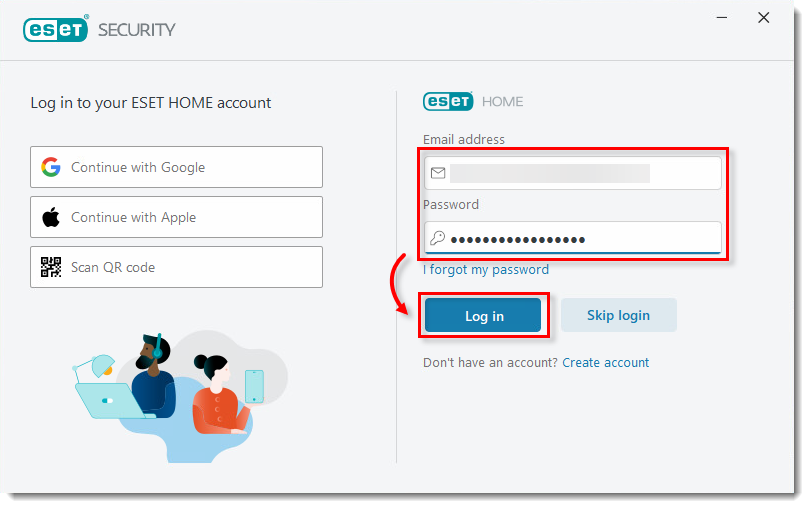 eset SECURITY
Log in to your ESET HOME account
Continue with Google
Continue with Apple
Scan QR code
eset HOME
Email address
Password
•••••••••••••••••
I forgot my password
Log in
Skip login
Don't have an account? Create account